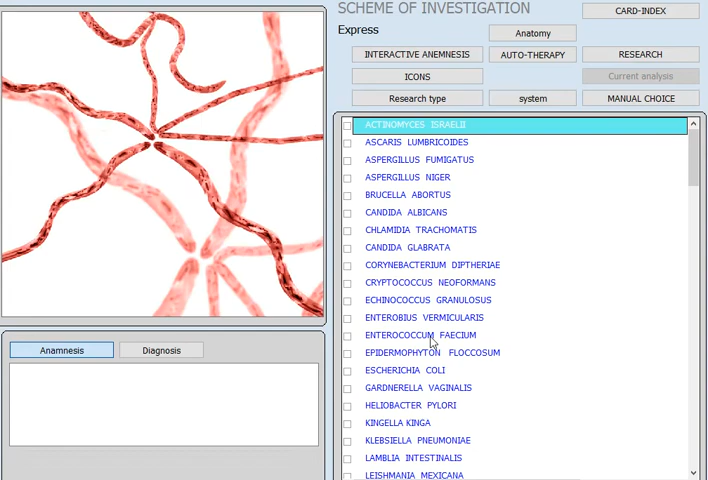 SCHEME OF INVESTIGATION
CARD-INDEX
Express
Anatomy
INTERACTIVE ANEMNESIS
AUTO-THERAPY
RESEARCH
ICONS
Current analysis
Research type
system
MANUAL CHOICE
ACTINOMYCES ISRAELII
ASCARIS LUMBRICOIDES
ASPERGILLUS FUMIGATUS
ASPERGILLUS NIGER
BRUCELLA ABORTUS
CANDIDA ALBICANS
CHLAMIDIA TRACHOMATIS
CANDIDA GLABRATA
CORYNEBACTERIUM DIPTHERIAE
CRYPTOCOCCUS NEOFORMANS
ECHINOCOCCUS GRANULOSUS
ENTEROBIUS VERMICULARIS
ENTEROCOCCUM FAECIUM
EPIDERMOPHYTON FLOCCOSUM
ESCHERICHIA COLI
GARDNERELLA VAGINALIS
HELIOBACTER PYLORI
KINGELLA KINGA
KLEBSIELLA PNEUMONIAE
LAMBLIA INTESTINALIS
LEISHMANIA MEXICANA
Anamnesis
Diagnosis